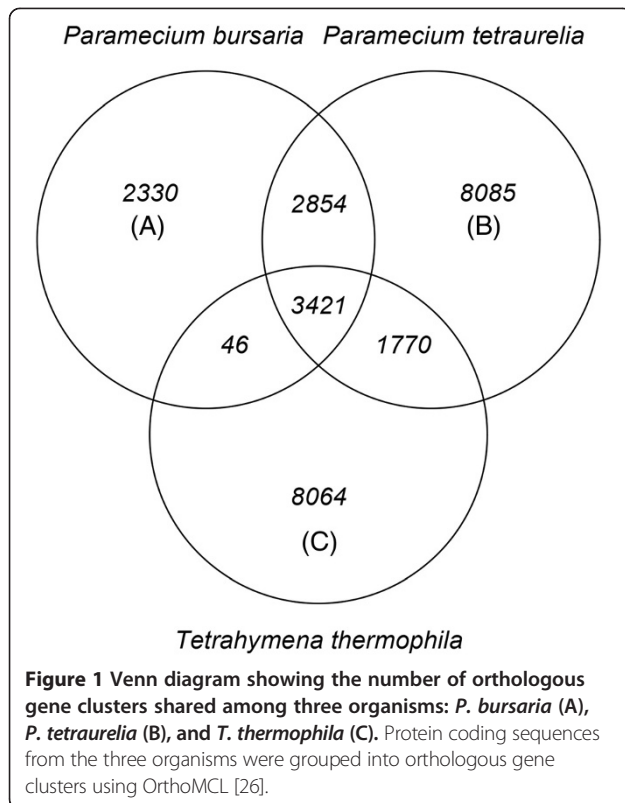 Paramecium bursaria Paramecium tetraurelia
2330
(A)
2854
8085
(B)
3421
46
1770
8064
(C)
Tetrahymena thermophila
Figure 1 Venn diagram showing the number of orthologous
gene clusters shared among three organisms: P. bursaria (A),
P. tetraurelia (B), and T. thermophila (C). Protein coding sequences
from the three organisms were grouped into orthologous gene
clusters using OrthoMCL [26].